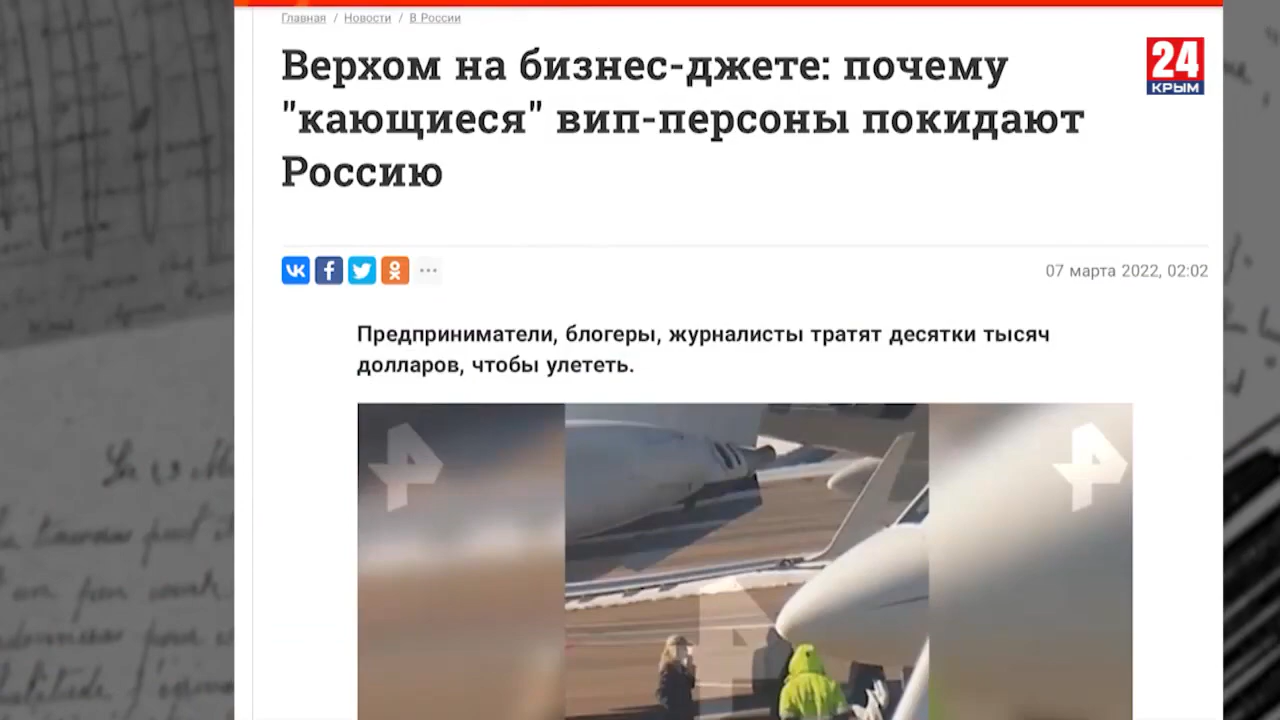 Главная / Новости / В России
Верхом на бизнес-джете: почему
"кающиеся" вип-персоны покидают
Россию
24
КРЫМ
07 марта 2022, 02:02
Предприниматели, блогеры, журналисты тратят десятки тысяч
долларов, чтобы улететь.